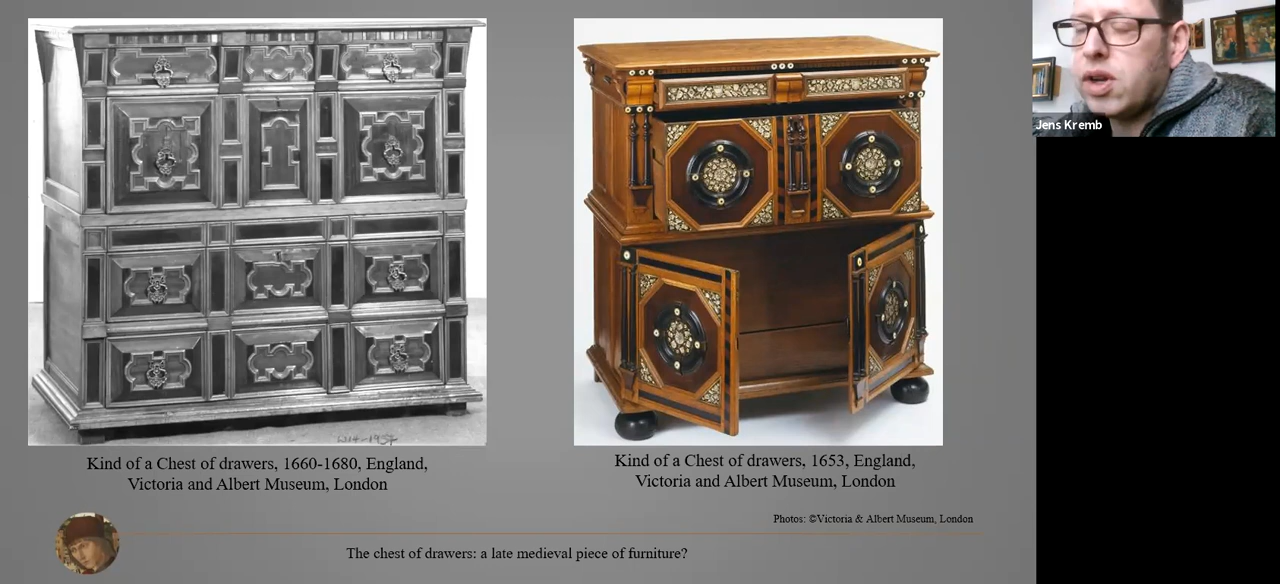 Jens Kremb
W14-1957
Kind of a Chest of drawers, 1660-1680, England,
Victoria and Albert Museum, London
Kind of a Chest of drawers, 1653, England,
Victoria and Albert Museum, London
Photos: ©Victoria & Albert Museum, London
The chest of drawers: a late medieval piece of furniture?